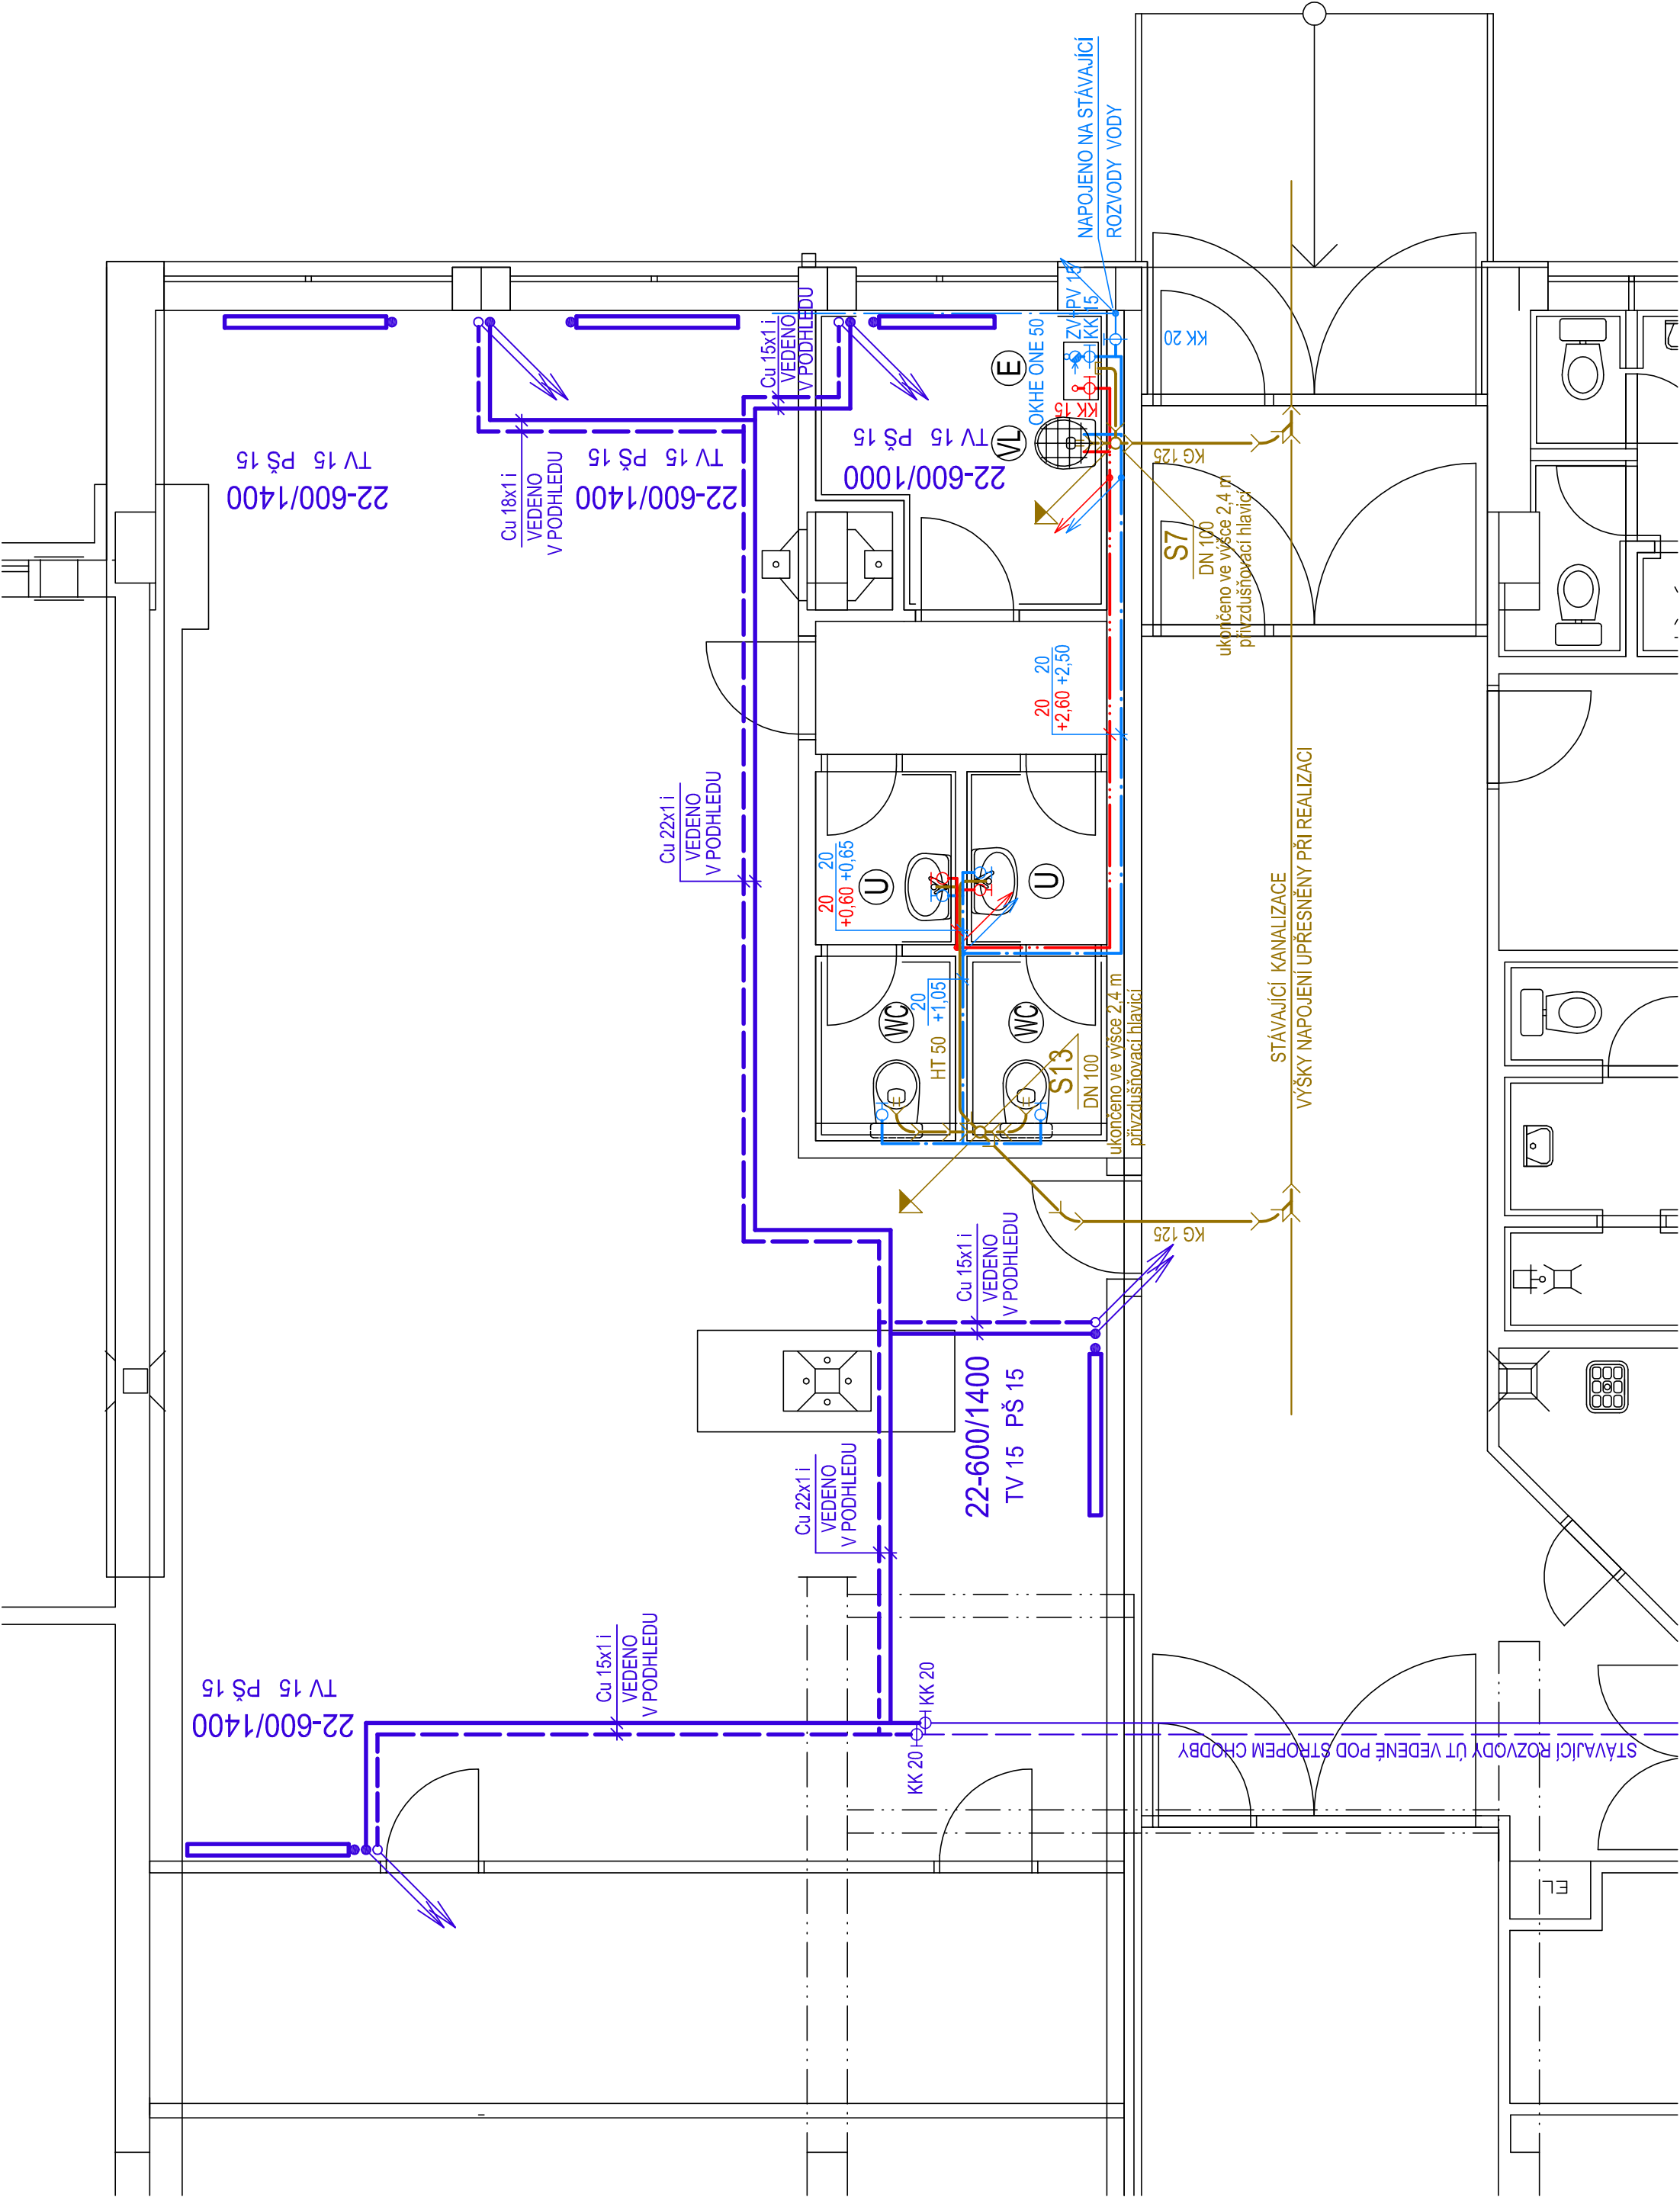 NAPOJENO NA STÁVAJÍCÍ
ROZVODY VODY
TV 15 PŠ 15
22-600/1400
Cu 18x1 i
VEDENO
V PODHLEDU
TV 15 PŠ 15
22-600/1400
Cu 15x1 i
VEDENO
V PODHLEDU
TV 15 PŠ 15
22-600/1000
E
VL
OKHE ONE 50
ZV+PV 15
KK 15
KK 15
KK 20
KG 125
S7
DN 100
ukončeno ve výšce 2,4 m
přivzdušňovací hlavicí
20
+2,60
20
+2,50
Cu 22x1 i
VEDENO
V PODHLEDU
20
+0,60
20
+0,65
U
U
WC
WC
20
+1,05
HT 50
S13
DN 100
ukončeno ve výšce 2,4 m
přivzdušňovací hlavicí
STÁVAJÍCÍ KANALIZACE
VÝŠKY NAPOJENÍ UPŘESNĚNY PŘI REALIZACI
KG 125
Cu 15x1 i
VEDENO
V PODHLEDU
22-600/1400
TV 15 PŠ 15
Cu 22x1 i
VEDENO
V PODHLEDU
Cu 15x1 i
VEDENO
V PODHLEDU
TV 15 PŠ 15
22-600/1400
KK 20
KK 20
STÁVAJÍCÍ ROZVODY ÚT VEDENÉ POD STROPEM CHODBY
EL